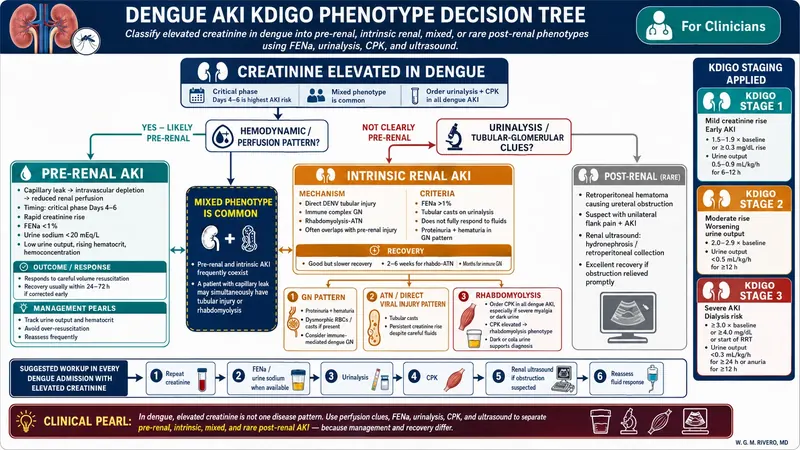 DENGUE AKI KDIGO PHENOTYPE DECISION TREE
Classify elevated creatinine in dengue into pre-renal, intrinsic renal, mixed, or rare post-renal phenotypes
using FENa, urinalysis, CPK, and ultrasound.
For Clinicians
CREATININE ELEVATED IN DENGUE
Critical phase
Days 4–6 is highest AKI risk
Mixed phenotype
is common
Order urinalysis + CPK
in all dengue AKI
YES – LIKELY
PRE-RENAL
HEMODYNAMIC /
PERFUSION PATTERN?
NOT CLEARLY
PRE-RENAL
URINALYSIS /
TUBULAR-GLOMERULAR
CLUES?
PRE-RENAL AKI
• Capillary leak → intravascular depletion
→ reduced renal perfusion
• Timing: critical phase Days 4–6
• Rapid creatinine rise
• FENa <1%
• Urine sodium <20 mEq/L
• Low urine output, rising hematocrit,
hemoconcentration
OUTCOME / RESPONSE
• Responds to careful volume resuscitation
• Recovery usually within 24–72 h
if corrected early
MANAGEMENT PEARLS
• Track urine output and hematocrit
• Avoid over-resuscitation
• Reassess frequently
MIXED PHENOTYPE
IS COMMON
+
• Pre-renal and intrinsic AKI
frequently coexist
• A patient with capillary leak
may simultaneously have
tubular injury or
rhabdomyolysis
INTRINSIC RENAL AKI
MECHANISM
• Direct DENV tubular injury
• Immune complex GN
• Rhabdomyolysis-ATN
• Often overlaps with pre-renal injury
CRITERIA
• FENa >1%
• Tubular casts on urinalysis
• Does not fully respond to fluids
• Proteinuria + hematuria in
GN pattern
RECOVERY
• Good but slower recovery
• 2–6 weeks for rhabdo-ATN
• Months for immune GN
1 GN PATTERN
• Proteinuria + hematuria
• Dysmorphic RBCs /
casts if present
• Consider immune-
mediated dengue GN
2 ATN / DIRECT
VIRAL INJURY PATTERN
• Tubular casts
• Persistent creatinine rise
despite careful fluids
3 RHABDOMYOLYSIS
• Order CPK in all dengue AKI,
especially if severe myalgia
or dark urine
• CPK elevated →
rhabdomyolysis phenotype
• Dark or cola urine
supports diagnosis
POST-RENAL (RARE)
• Retroperitoneal hematoma
causing ureteral obstruction
• Suspect with unilateral
flank pain + AKI
• Renal ultrasound:
hydronephrosis /
retroperitoneal collection
• Excellent recovery if
obstruction relieved
promptly
KDIGO STAGING
APPLIED
KDIGO
STAGE 1
Mild creatinine rise
Early AKI
• 1.5–1.9 × baseline
or ≥0.3 mg/dL rise
• Urine output
0.5–0.9 mL/kg/h
for 6–12 h
KDIGO
STAGE 2
Moderate rise
Worsening
urine output
• 2.0–2.9 × baseline
• Urine output
<0.5 mL/kg/h
for ≥12 h
KDIGO
STAGE 3
Severe AKI
Dialysis risk
• ≥3.0 × baseline
or ≥4.0 mg/dL
or start of RRT
• Urine output
<0.3 mL/kg/h
for ≥24 h or anuria
for ≥12 h
SUGGESTED WORKUP IN EVERY
DENGUE ADMISSION WITH
ELEVATED CREATININE
1 Repeat
creatinine
2 FENa /
urine sodium
when available
3 Urinalysis
4 CPK
5 Renal ultrasound
if obstruction
suspected
6 Reassess
fluid response
CLINICAL PEARL: In dengue, elevated creatinine is not one disease pattern. Use perfusion clues, FENa, urinalysis, CPK, and ultrasound to separate
pre-renal, intrinsic, mixed, and rare post-renal AKI — because management and recovery differ.
W. G. M. RIVERO, MD